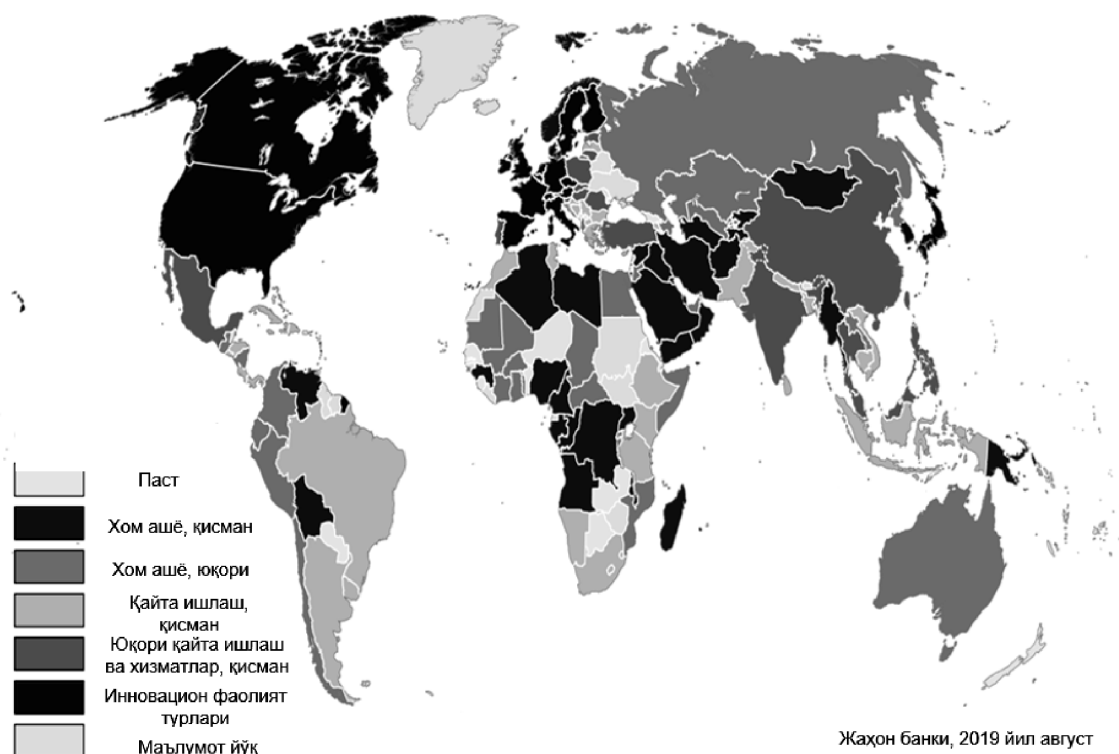 Паст
Хом ашё, қисман
Хом ашё, юқори
Қайта ишлаш,
қисман
Юқори қайта ишлаш
ва хизматлар, қисман
Инновацион фаолият
турлари
Маълумот йўқ
Жаҳон банки, 2019 йил август